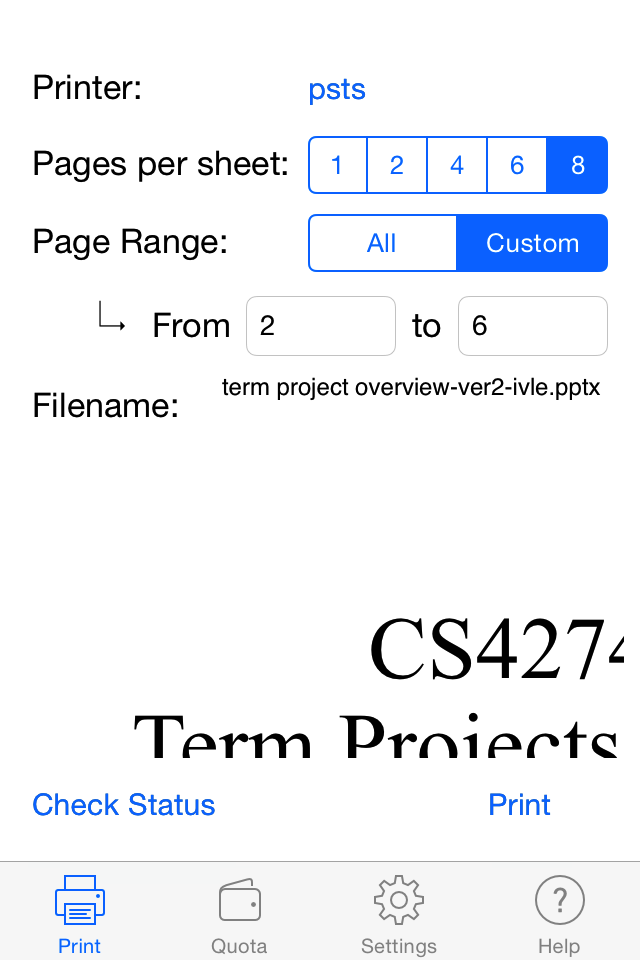 Printer: psts
Pages per sheet: 1 2 4 6 8
Page Range: All Custom
From 2 to 6
Filename: term project overview-ver2-ivle.pptx
CS4274
Term Projects
Check Status Print
Print Quota Settings Help